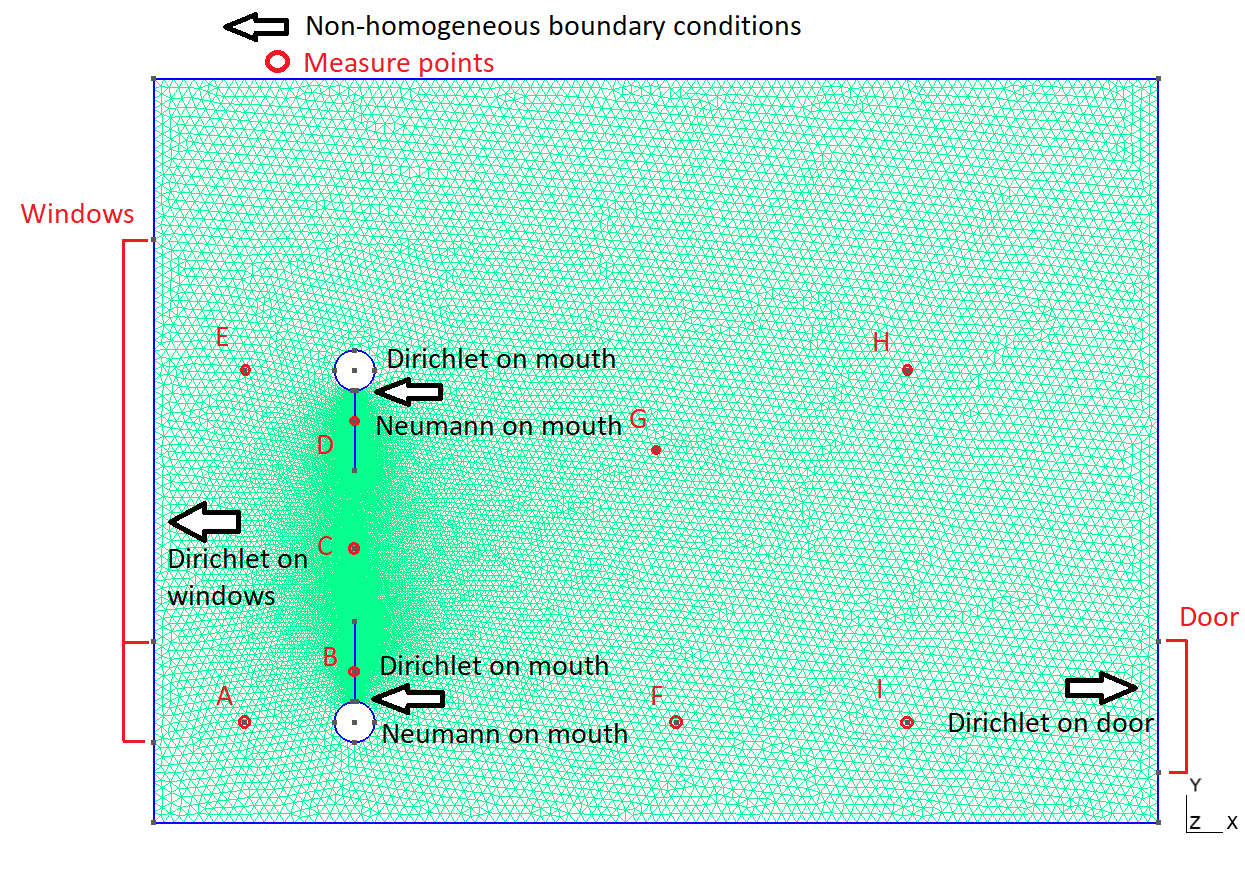 Non-homogeneous boundary conditions
Measure points
Windows
E
Dirichlet on mouth
H
Neumann on mouth
G
D
C
Dirichlet on
windows
Door
B
Dirichlet on mouth
A
F
I
Dirichlet on door
Neumann on mouth
Y
Z
X